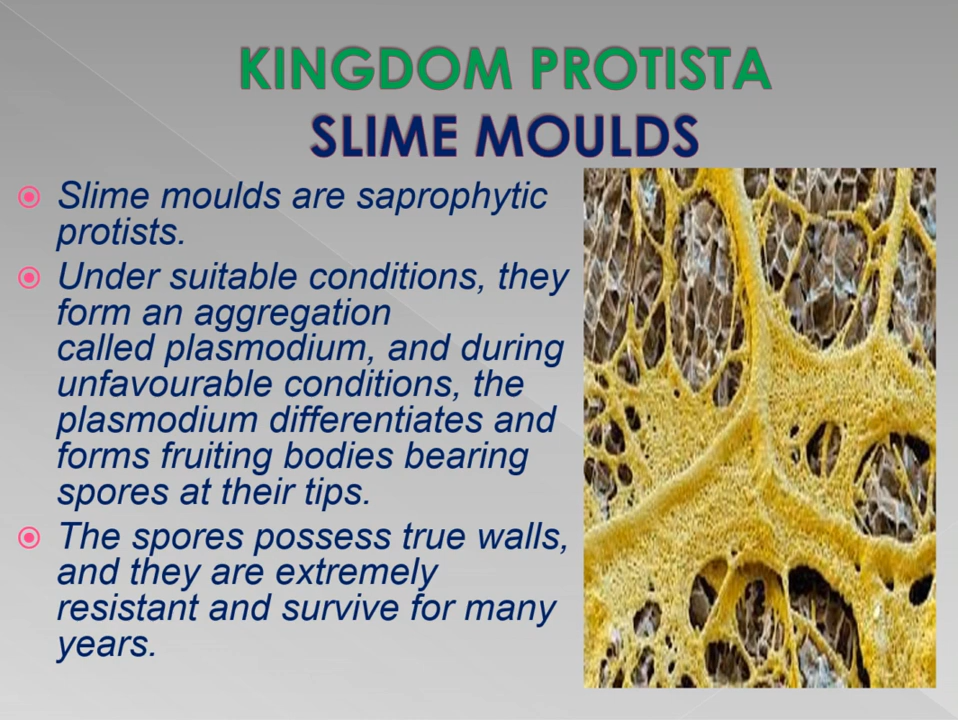 KINGDOM PROTISTA
SLIME MOULDS
Slime moulds are saprophytic
protists.
Under suitable conditions, they
form an aggregation
called plasmodium, and during
unfavourable conditions, the
plasmodium differentiates and
forms fruiting bodies bearing
spores at their tips.
The spores possess true walls,
and they are extremely
resistant and survive for many
years.